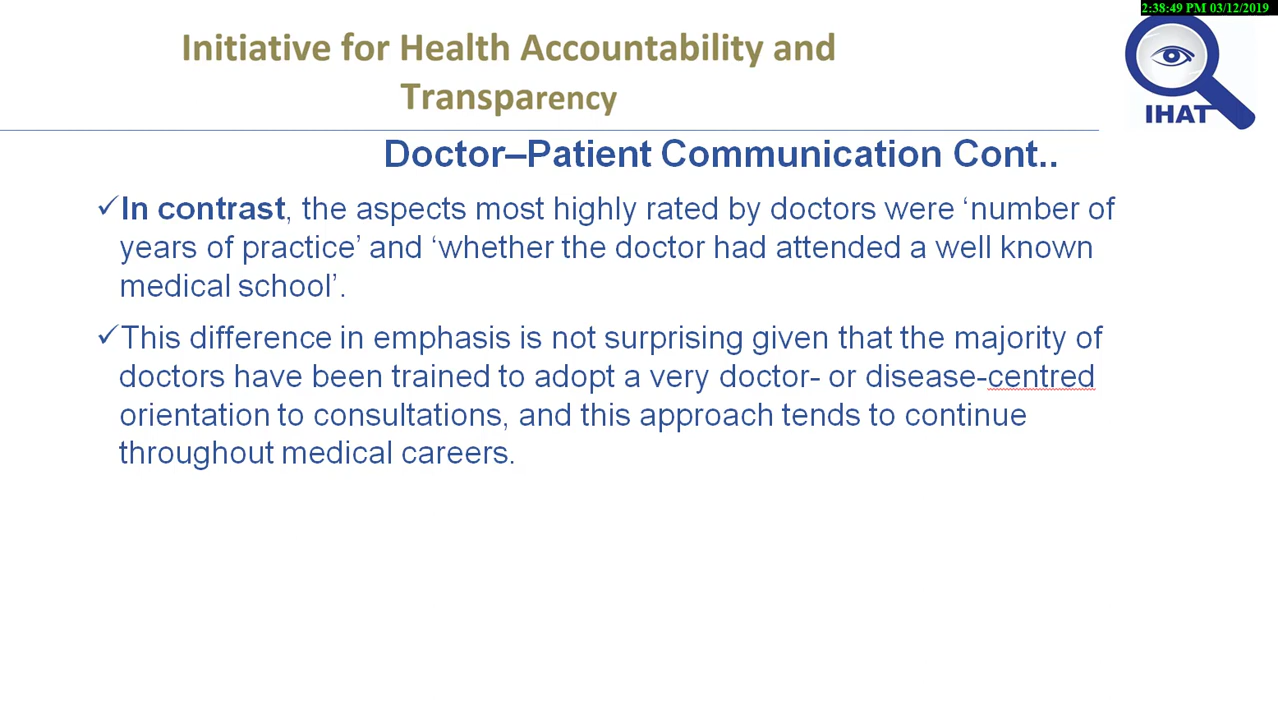 2:38:49 PM 03/12/2019
Initiative for Health Accountability and
Transparency
IHAT
Doctor–Patient Communication Cont..
✓In contrast, the aspects most highly rated by doctors were ‘number of
years of practice’ and ‘whether the doctor had attended a well known
medical school’.
✓This difference in emphasis is not surprising given that the majority of
doctors have been trained to adopt a very doctor- or disease-centred
orientation to consultations, and this approach tends to continue
throughout medical careers.